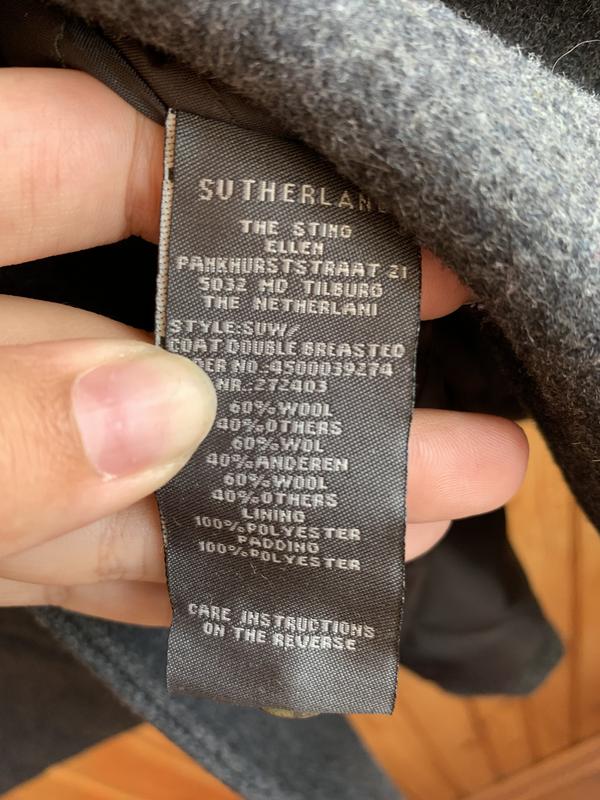 SUTHERLAN
THE STING
ELLEN
PANKHURSTSTRAAT 21
5032 MD TILBURG
THE NETHERLANI
STYLE:SUW/
COAT DOUBLE BREASTED
DER NO.:4500039274
NR.:272403
60%WOOL
40%OTHERS
60%WOL
40%ANDEREN
60%WOOL
40%OTHERS
LINING
100%POLYESTER
PADDING
100%POLYESTER
CARE INSTRUCTIONS
ON THE REVERSE